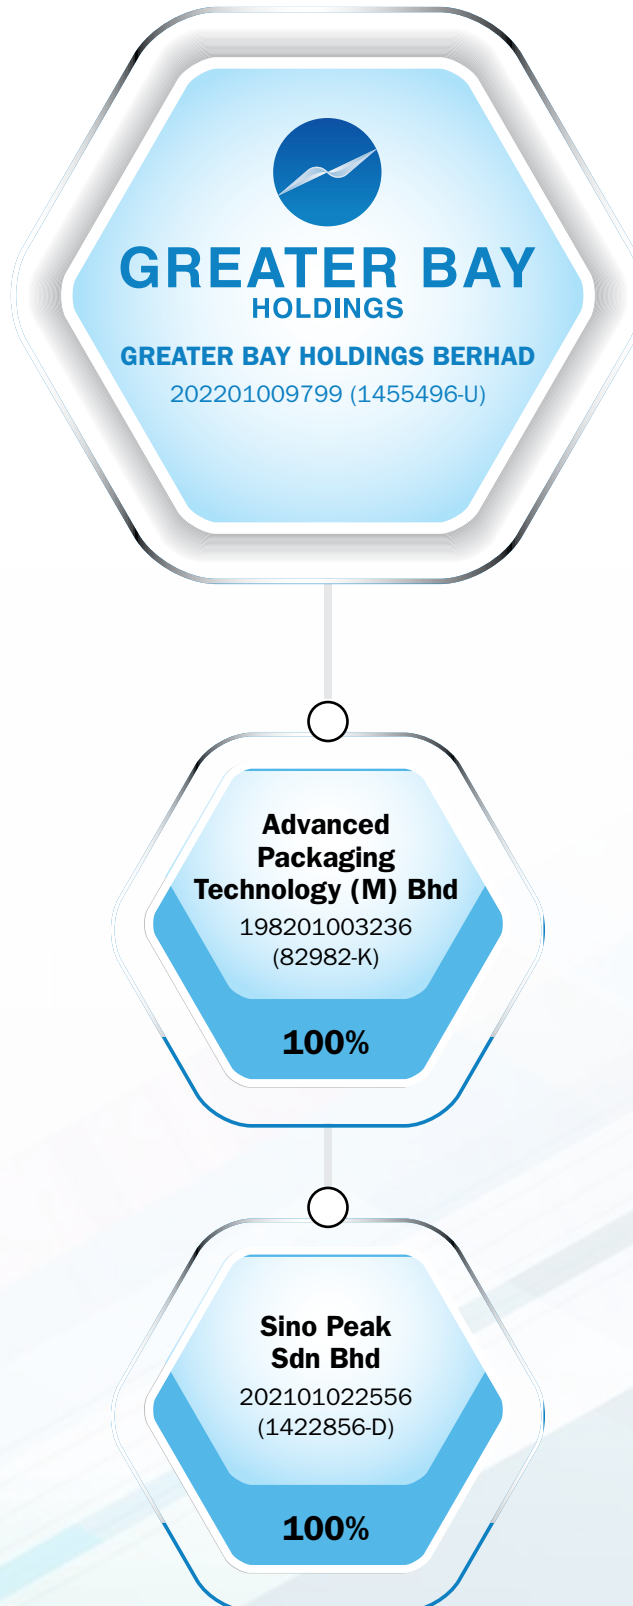 GREATER BAY
HOLDINGS
GREATER BAY HOLDINGS BERHAD
202201009799 (1455496-U)
Advanced
Packaging
Technology (M) Bhd
198201003236
(82982-K)
100%
Sino Peak
Sdn Bhd
202101022556
(1422856-D)
100%